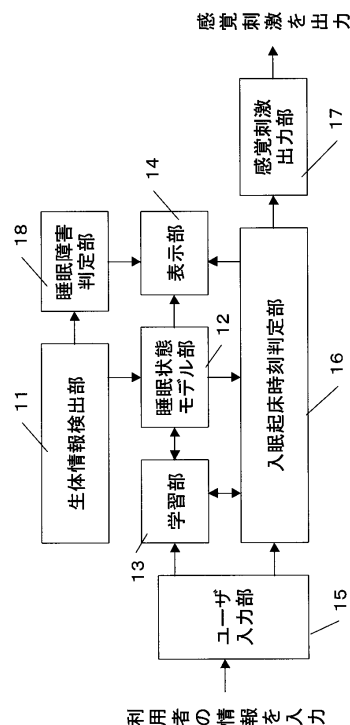 11
生体情報検出部
18
睡眠障害
判定部
13
学習部
睡眠状態
モデル部
12
14
表示部
利用者の情報を入力
ユーザ
入力部
15
入眠起床時刻判定部
16
感覚刺激
出力部
17
感覚刺激を出力